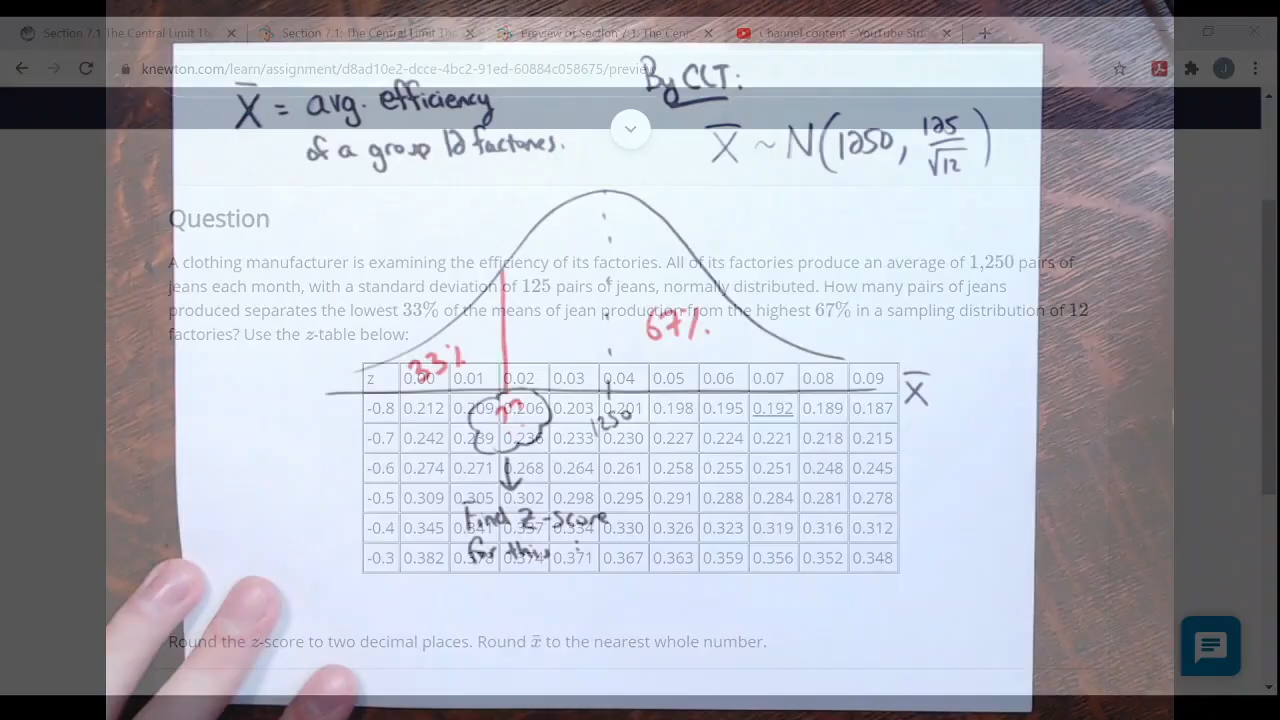 Section 7.1 The Central Limit Th
Section 7.1: The Central Limit The
Preview of Section 7.1: The Cent
Channel content - YouTube Stu
knewton.com/learn/assignment/d8ad10e2-dcce-4bc2-91ed-60884c058675/preview
J
X̄ = avg. efficiency
of a group 12 factories.
By CLT:
X̄ ~ N(1250, 125/√12)
Question
A clothing manufacturer is examining the efficiency of its factories. All of its factories produce an average of 1,250 pairs of
jeans each month, with a standard deviation of 125 pairs of jeans, normally distributed. How many pairs of jeans
produced separates the lowest 33% of the means of jean production from the highest 67% in a sampling distribution of 12
factories? Use the z-table below:
33%
67%
z 0.00 0.01 0.02 0.03 0.04 0.05 0.06 0.07 0.08 0.09
X̄
-0.8 0.212 0.209 0.206 0.203 0.201 0.198 0.195 0.192 0.189 0.187
??
1250
-0.7 0.242 0.239 0.236 0.233 0.230 0.227 0.224 0.221 0.218 0.215
-0.6 0.274 0.271 0.268 0.264 0.261 0.258 0.255 0.251 0.248 0.245
-0.5 0.309 0.305 0.302 0.298 0.295 0.291 0.288 0.284 0.281 0.278
Find z-score
-0.4 0.345 0.341 0.337 0.334 0.330 0.326 0.323 0.319 0.316 0.312
for this
-0.3 0.382 0.378 0.374 0.371 0.367 0.363 0.359 0.356 0.352 0.348
Round the z-score to two decimal places. Round x̄ to the nearest whole number.